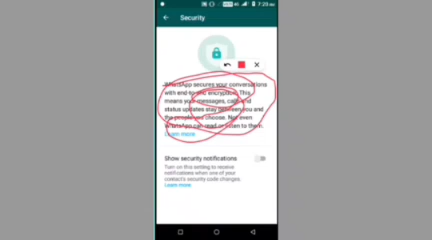 7:23 AM
Security
WhatsApp secures your conversations
with end-to-end encryption. This
means your messages, calls and
status updates stay between you and
the people you choose. Not even
WhatsApp can read or listen to them.
Learn more.
Show security notifications
Turn on this setting to receive
notifications when one of your
contact's security code changes.
Learn more